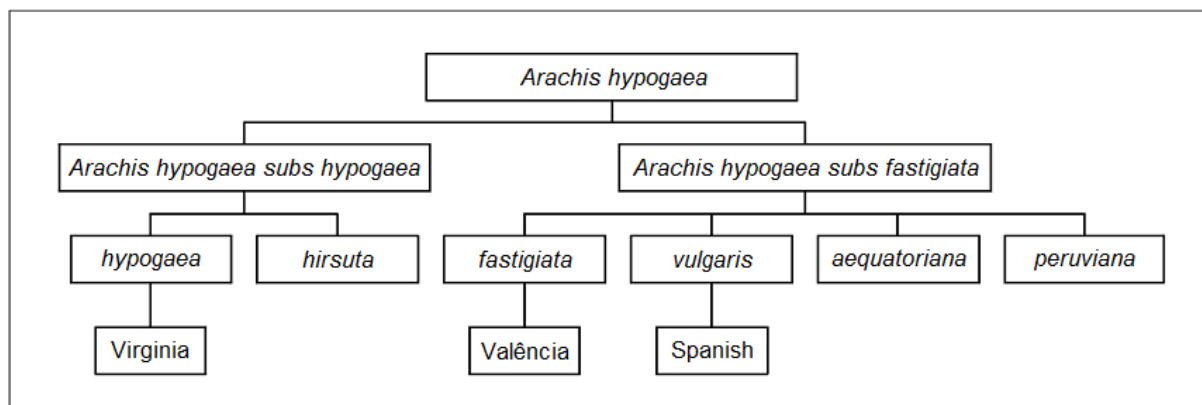 Arachis hypogaea
Arachis hypogaea subs hypogaea
Arachis hypogaea subs fastigiata
hypogaea
hirsuta
fastigiata
vulgaris
aequatoriana
peruviana
Virginia
Valência
Spanish